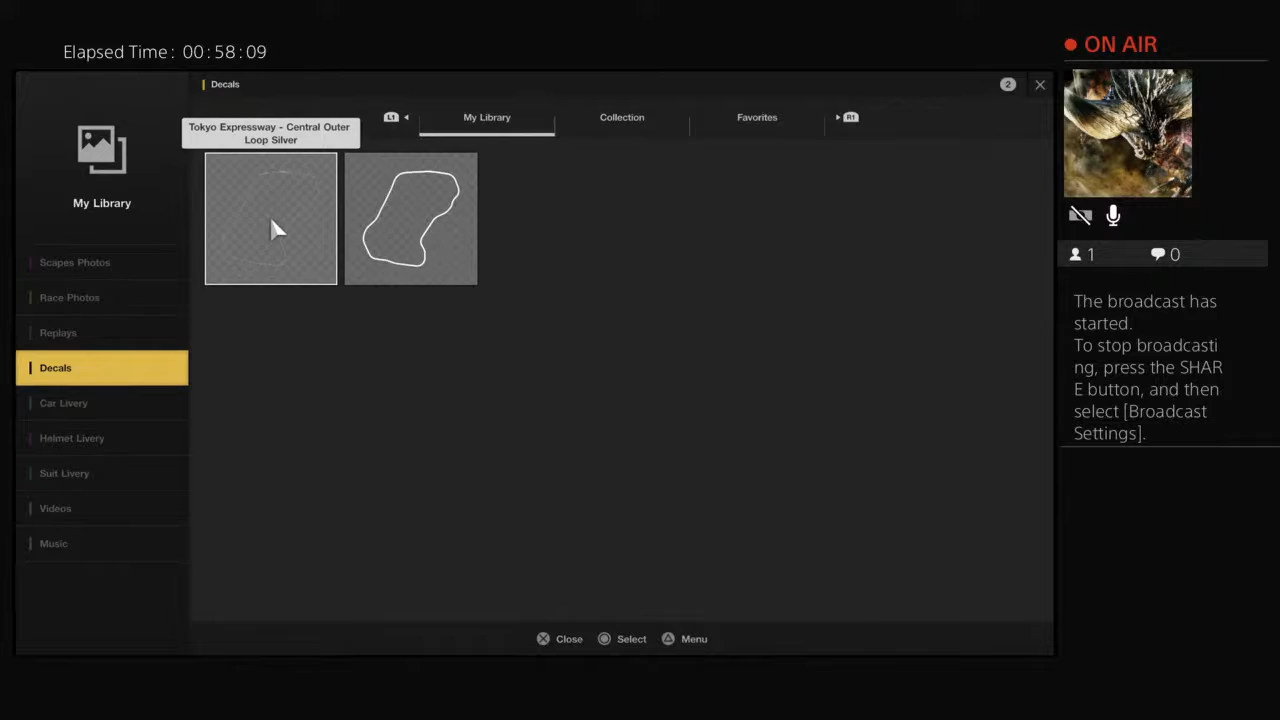 Elapsed Time: 00:58:09
ON AIR
Decals
2
L1
My Library
Collection
Favorites
R1
Tokyo Expressway - Central Outer
Loop Silver
My Library
Scapes Photos
Race Photos
Replays
Decals
Car Livery
Helmet Livery
Suit Livery
Videos
Music
1
0
The broadcast has
started.
To stop broadcasti
ng, press the SHAR
E button, and then
select [Broadcast
Settings].
Close
Select
Menu